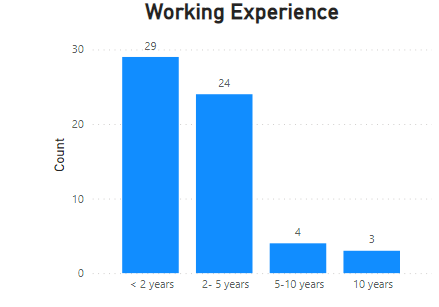 Working Experience
30
29
24
20
Count
10
4
3
0
< 2 years
2- 5 years
5-10 years
10 years